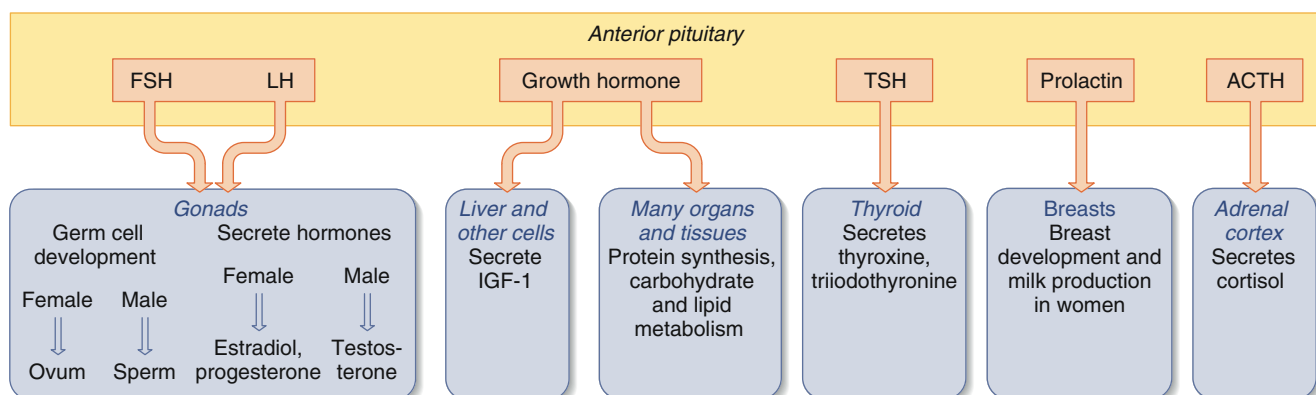 Anterior pituitary
FSH LH
Growth hormone
TSH
Prolactin
ACTH
Gonads
Germ cell
development
Female
Ovum
Male
Sperm
Secrete hormones
Female
Estradiol,
progesterone
Male
Testos-
terone
Liver and
other cells
Secrete
IGF-1
Many organs
and tissues
Protein synthesis,
carbohydrate
and lipid
metabolism
Thyroid
Secretes
thyroxine,
triiodothyronine
Breasts
Breast
development and
milk production
in women
Adrenal
cortex
Secretes
cortisol